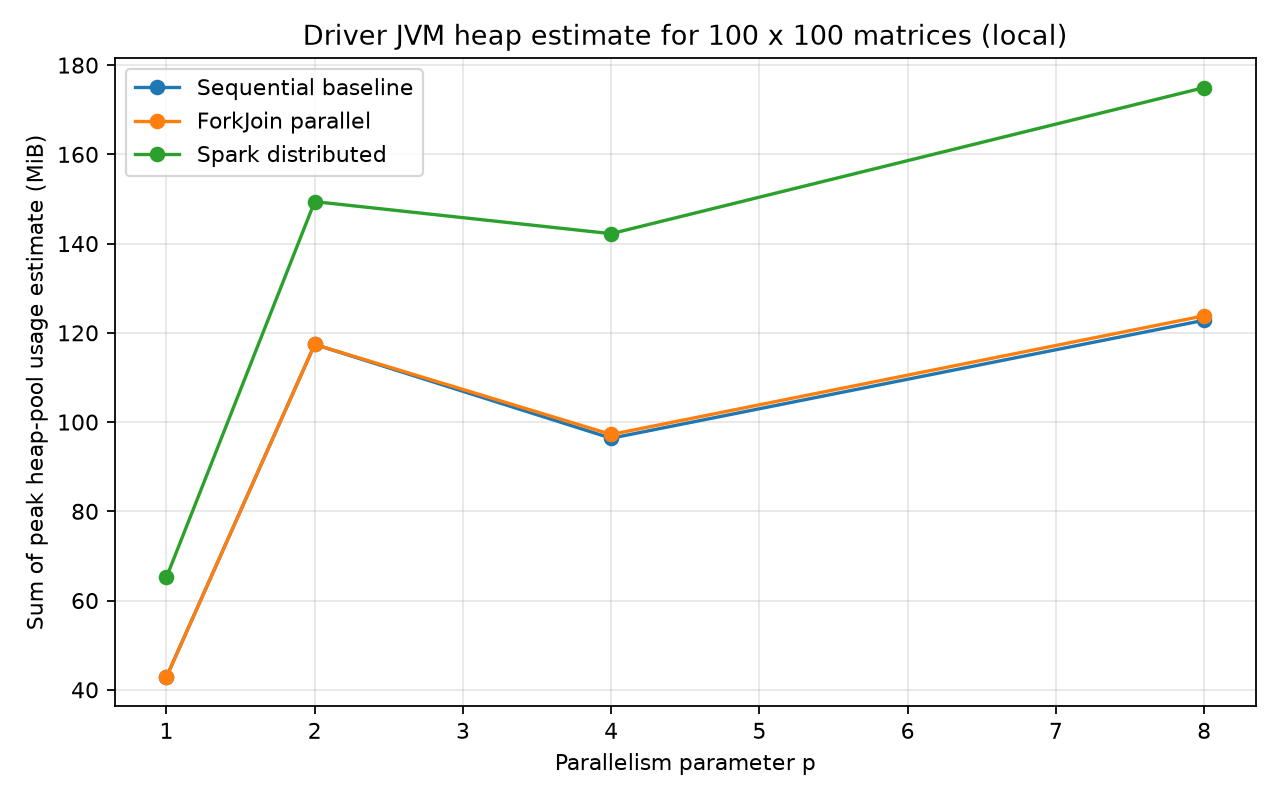 Driver JVM heap estimate for 100 x 100 matrices (local)
Sequential baseline
ForkJoin parallel
Spark distributed
Sum of peak heap-pool usage estimate (MiB)
180
160
140
120
100
80
60
40
1 2 3 4 5 6 7 8
Parallelism parameter p